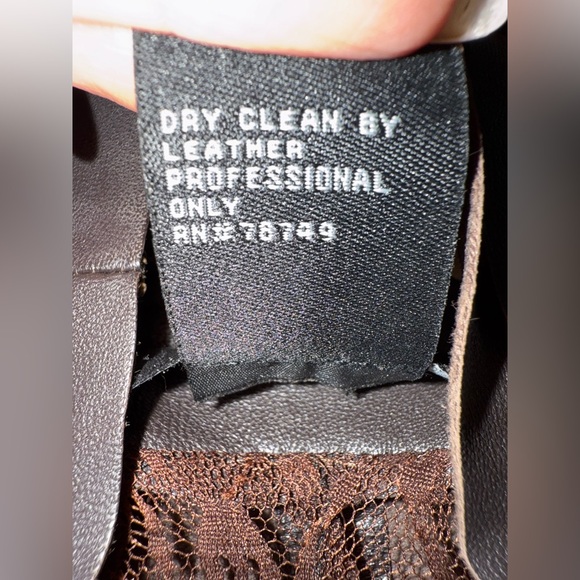 DRY CLEAN BY
LEATHER
PROFESSIONAL
ONLY
RN#78749